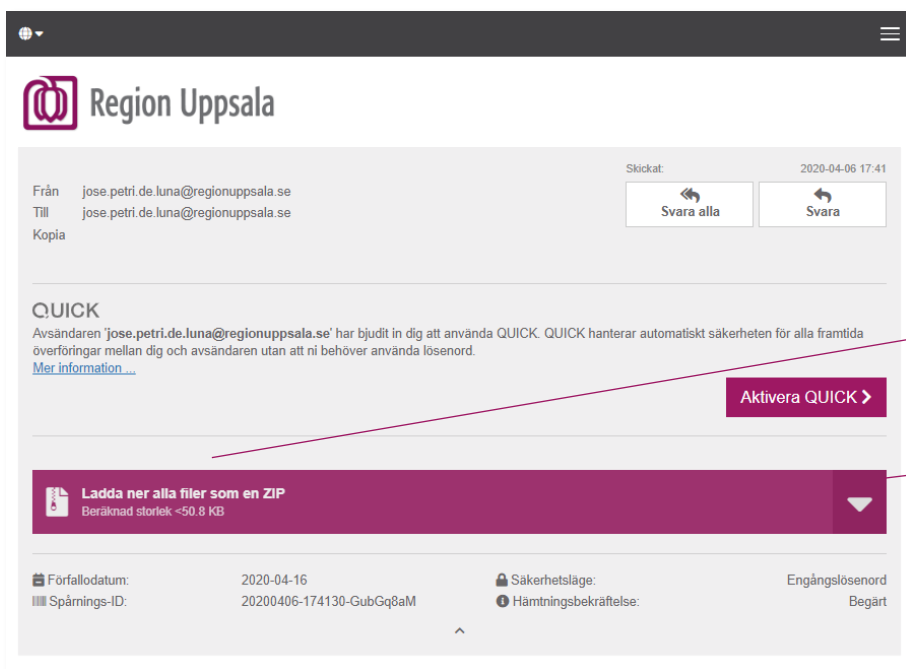 Region Uppsala
Skickat: 2020-04-06 17:41
Från jose.petri.de.luna@regionuppsala.se
Till jose.petri.de.luna@regionuppsala.se
Kopia
Svara alla
Svara
QUICK
Avsändaren 'jose.petri.de.luna@regionuppsala.se' har bjudit in dig att använda QUICK. QUICK hanterar automatiskt säkerheten för alla framtida
överföringar mellan dig och avsändaren utan att ni behöver använda lösenord.
Mer information ...
Aktivera QUICK
Ladda ner alla filer som en ZIP
Beräknad storlek <50.8 KB
Förfallodatum: 2020-04-16 Säkerhetsläge: Engångslösenord
Spårnings-ID: 20200406-174130-GubGq8aM Hämtningsbekräftelse: Begärt